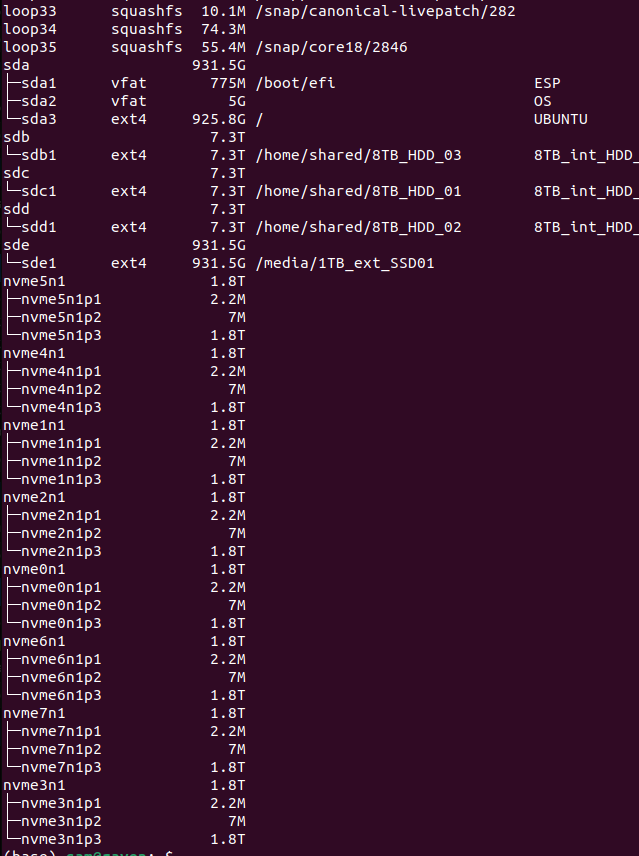 loop33 squashfs 10.1M /snap/canonical-livepatch/282
loop34 squashfs 74.3M
loop35 squashfs 55.4M /snap/core18/2846
sda 931.5G
├─sda1 vfat 775M /boot/efi ESP
├─sda2 vfat 5G OS
└─sda3 ext4 925.8G / UBUNTU
sdb 7.3T
└─sdb1 ext4 7.3T /home/shared/8TB_HDD_03 8TB_int_HDD_
sdc 7.3T
└─sdc1 ext4 7.3T /home/shared/8TB_HDD_01 8TB_int_HDD_
sdd 7.3T
└─sdd1 ext4 7.3T /home/shared/8TB_HDD_02 8TB_int_HDD_
sde 931.5G
└─sde1 ext4 931.5G /media/1TB_ext_SSD01
nvme5n1 1.8T
├─nvme5n1p1 2.2M
├─nvme5n1p2 7M
└─nvme5n1p3 1.8T
nvme4n1 1.8T
├─nvme4n1p1 2.2M
├─nvme4n1p2 7M
└─nvme4n1p3 1.8T
nvme1n1 1.8T
├─nvme1n1p1 2.2M
├─nvme1n1p2 7M
└─nvme1n1p3 1.8T
nvme2n1 1.8T
├─nvme2n1p1 2.2M
├─nvme2n1p2 7M
└─nvme2n1p3 1.8T
nvme0n1 1.8T
├─nvme0n1p1 2.2M
├─nvme0n1p2 7M
└─nvme0n1p3 1.8T
nvme6n1 1.8T
├─nvme6n1p1 2.2M
├─nvme6n1p2 7M
└─nvme6n1p3 1.8T
nvme7n1 1.8T
├─nvme7n1p1 2.2M
├─nvme7n1p2 7M
└─nvme7n1p3 1.8T
nvme3n1 1.8T
├─nvme3n1p1 2.2M
├─nvme3n1p2 7M
└─nvme3n1p3 1.8T
(base)